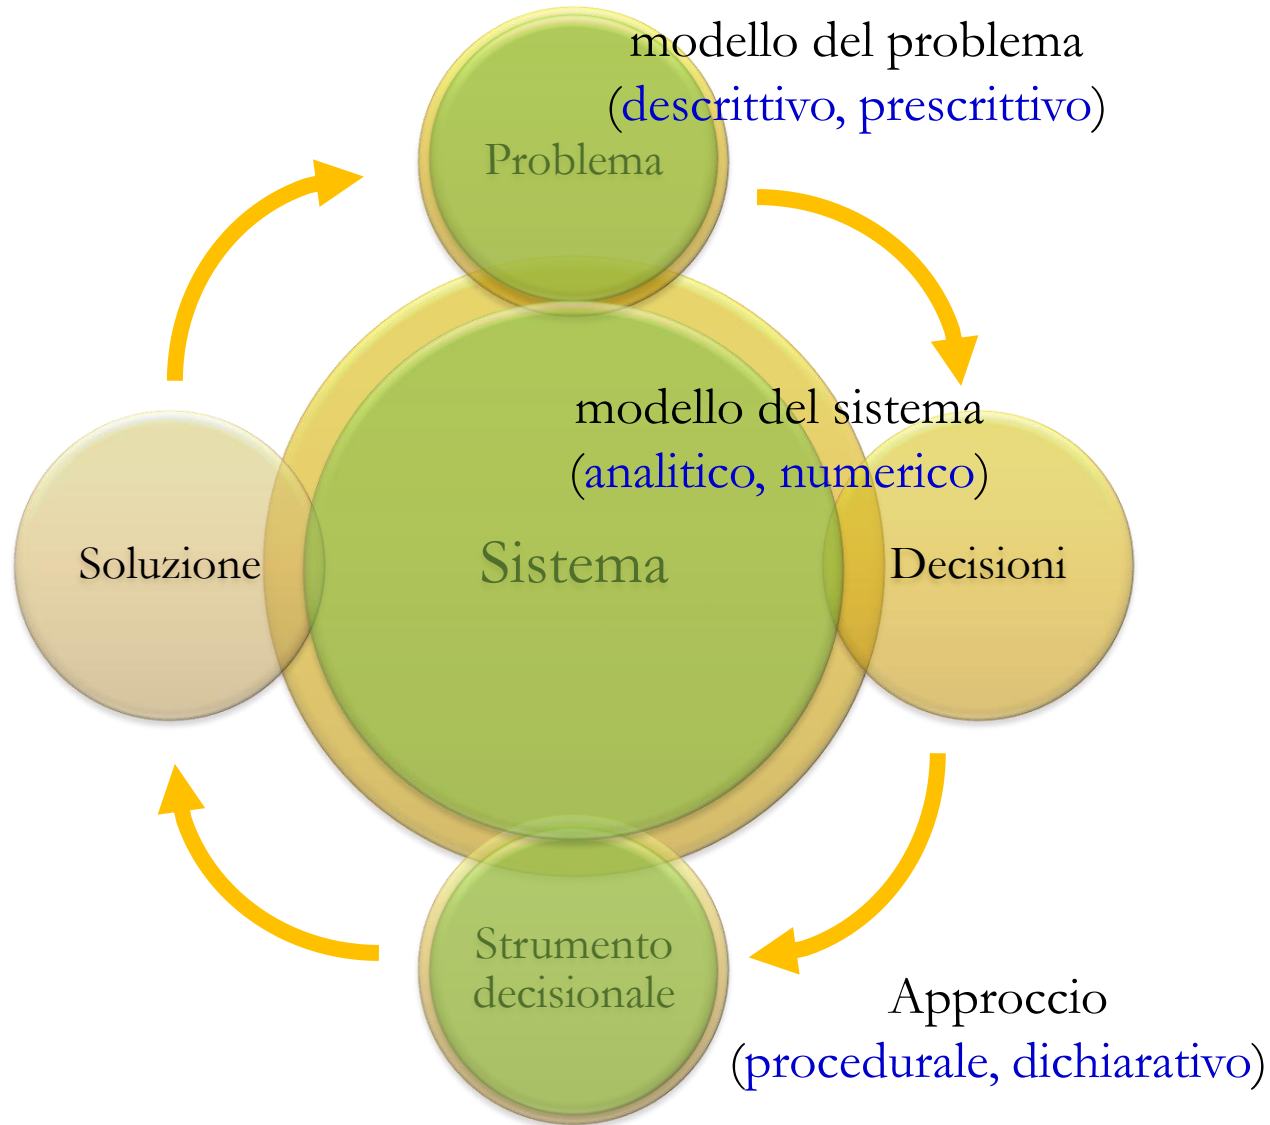 modello del problema
(descrittivo, prescrittivo)
Problema
modello del sistema
(analitico, numerico)
Soluzione
Sistema
Decisioni
Strumento
decisionale
Approccio
(procedurale, dichiarativo)